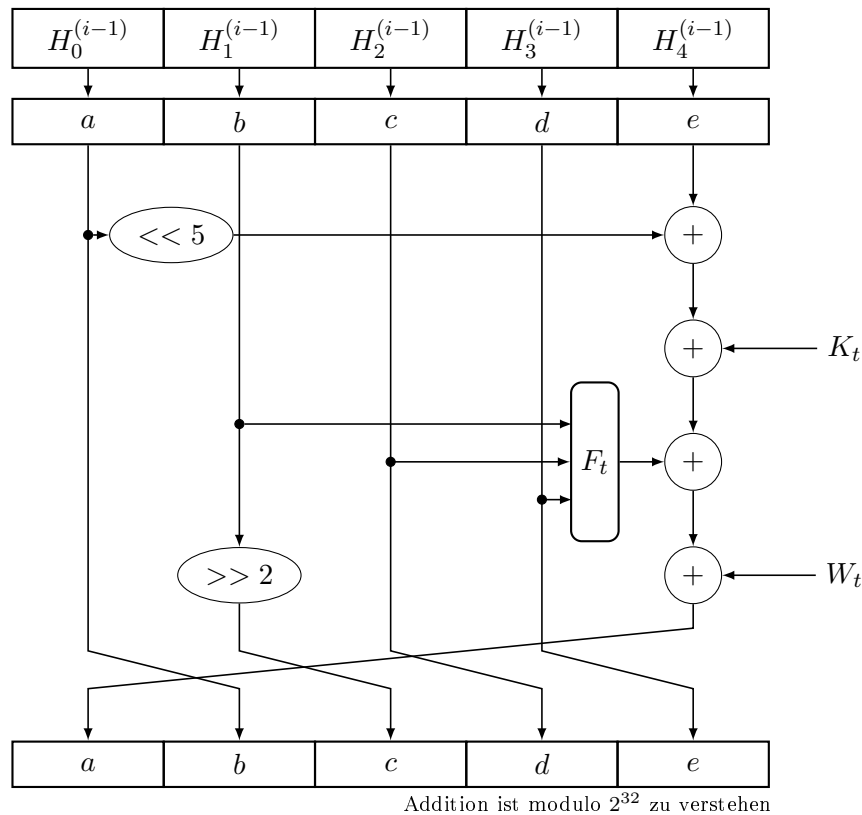 H_0^{(i-1)} H_1^{(i-1)} H_2^{(i-1)} H_3^{(i-1)} H_4^{(i-1)}
a b c d e
<< 5 +
+ K_t
F_t +
>> 2 + W_t
a b c d e
Addition ist modulo 2^{32} zu verstehen